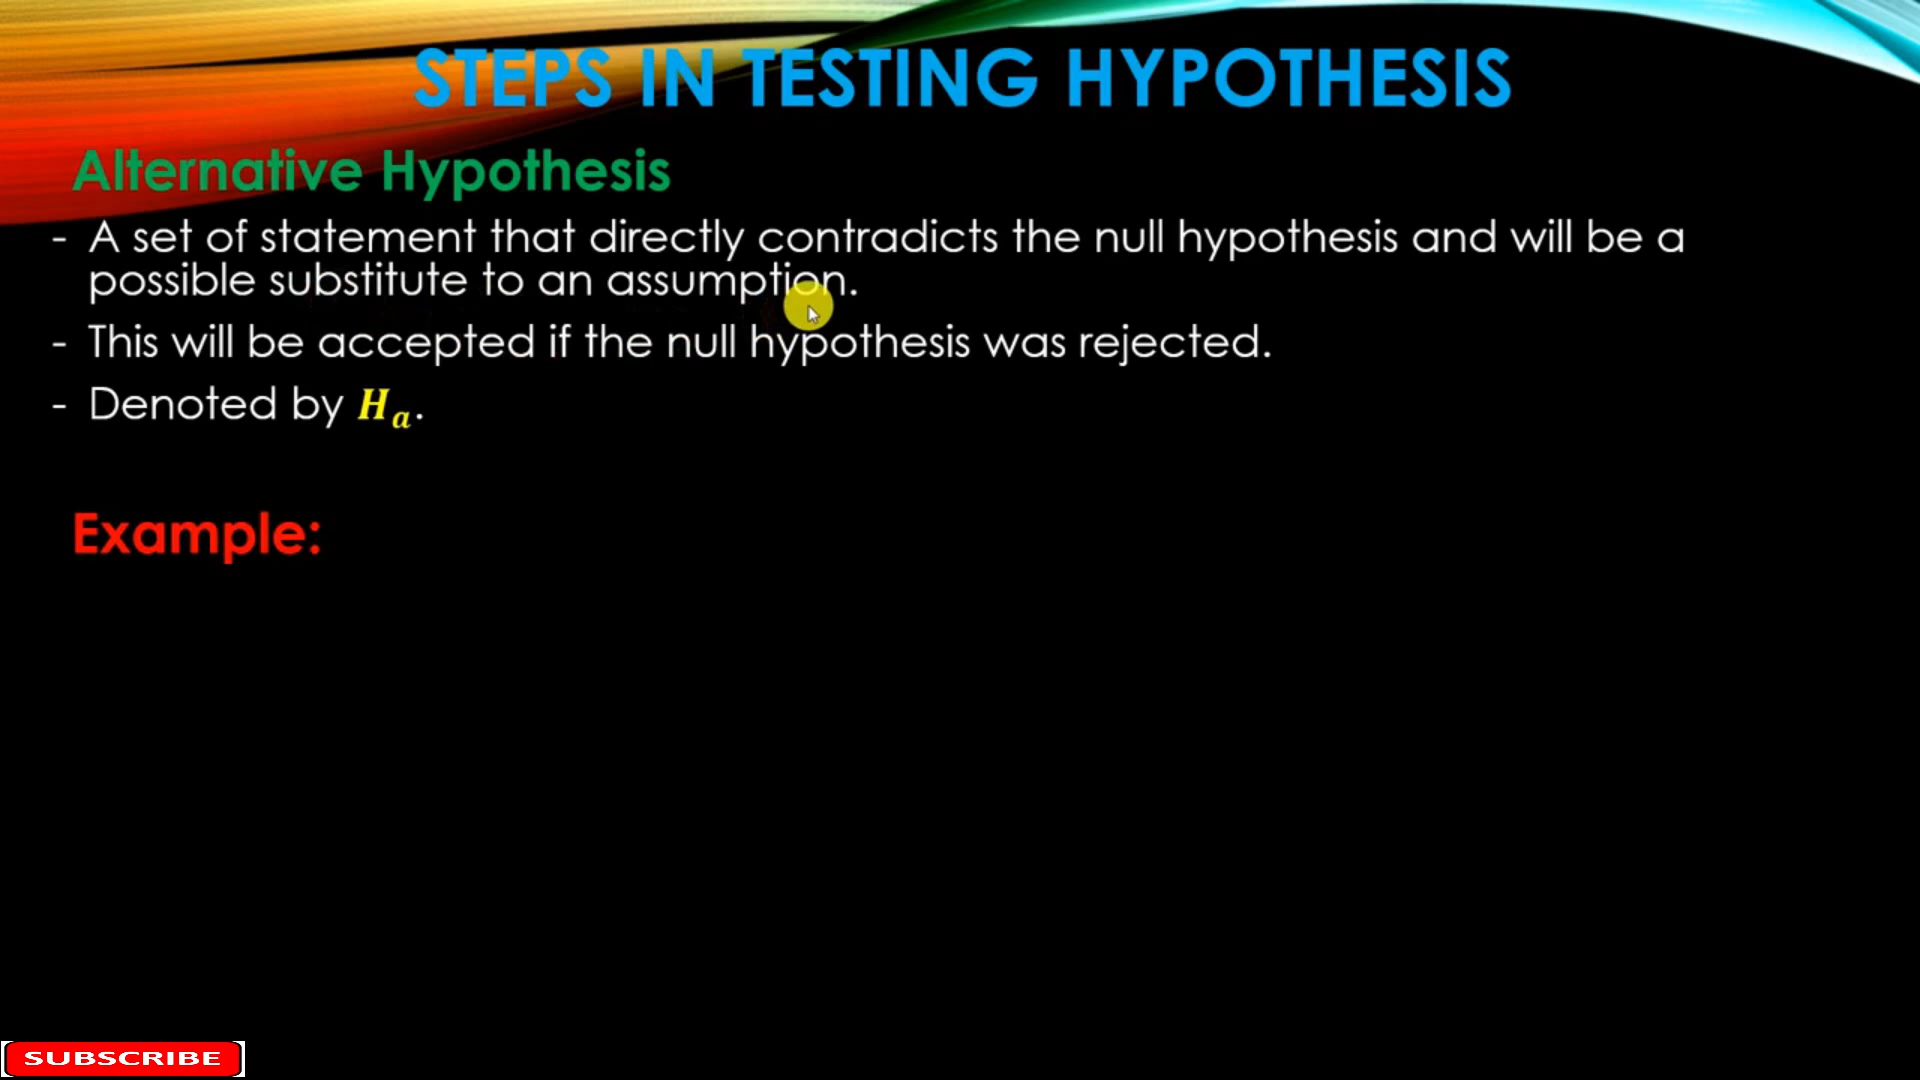 STEPS IN TESTING HYPOTHESIS
Alternative Hypothesis
- A set of statement that directly contradicts the null hypothesis and will be a
possible substitute to an assumption.
- This will be accepted if the null hypothesis was rejected.
- Denoted by Hₐ.
Example:
SUBSCRIBE